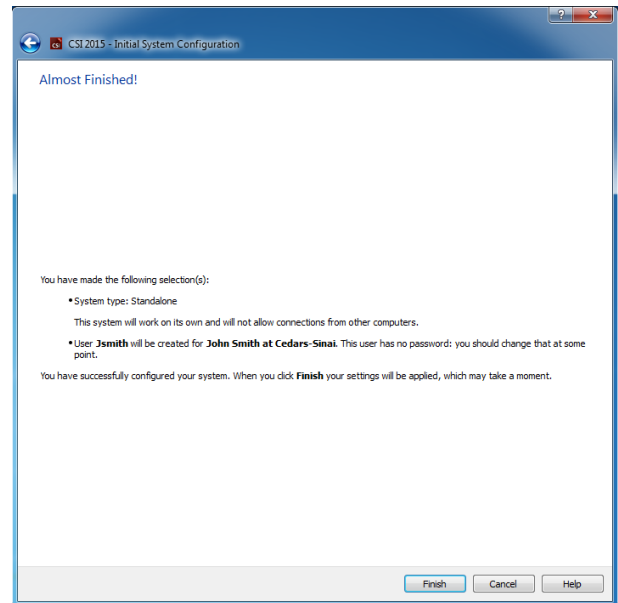 ?
X
CSI 2015 - Initial System Configuration
Almost Finished!
You have made the following selection(s):
•System type: Standalone
This system will work on its own and will not allow connections from other computers.
•User Jsmith will be created for John Smith at Cedars-Sinai. This user has no password: you should change that at some
point.
You have successfully configured your system. When you click Finish your settings will be applied, which may take a moment.
Finish
Cancel
Help